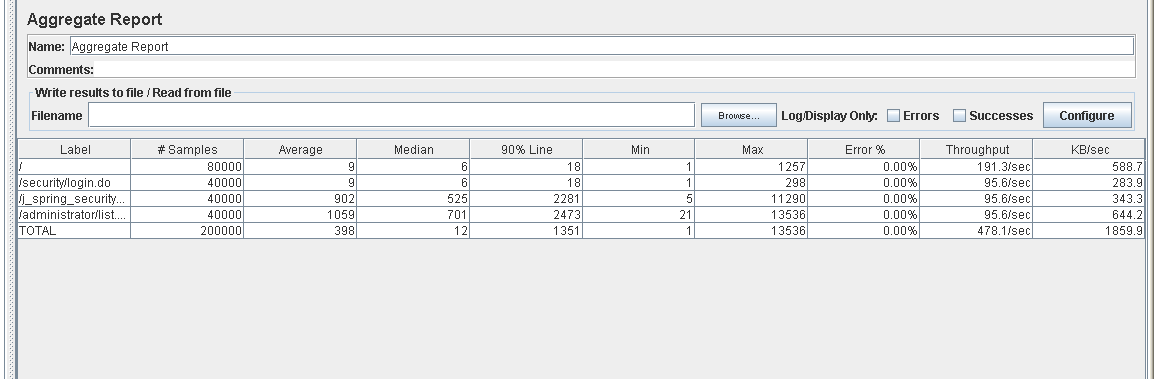 Aggregate Report
Name: Aggregate Report
Comments:
Write results to file / Read from file
Filename Browse... Log/Display Only: Errors Successes Configure
Label # Samples Average Median 90% Line Min Max Error % Throughput KB/sec
/ 80000 9 6 18 1 1257 0.00% 191.3/sec 588.7
/security/login.do 40000 9 6 18 1 298 0.00% 95.6/sec 283.9
/j_spring_security... 40000 902 525 2281 5 11290 0.00% 95.6/sec 343.3
/administrator/list.... 40000 1059 701 2473 21 13536 0.00% 95.6/sec 644.2
TOTAL 200000 398 12 1351 1 13536 0.00% 478.1/sec 1859.9